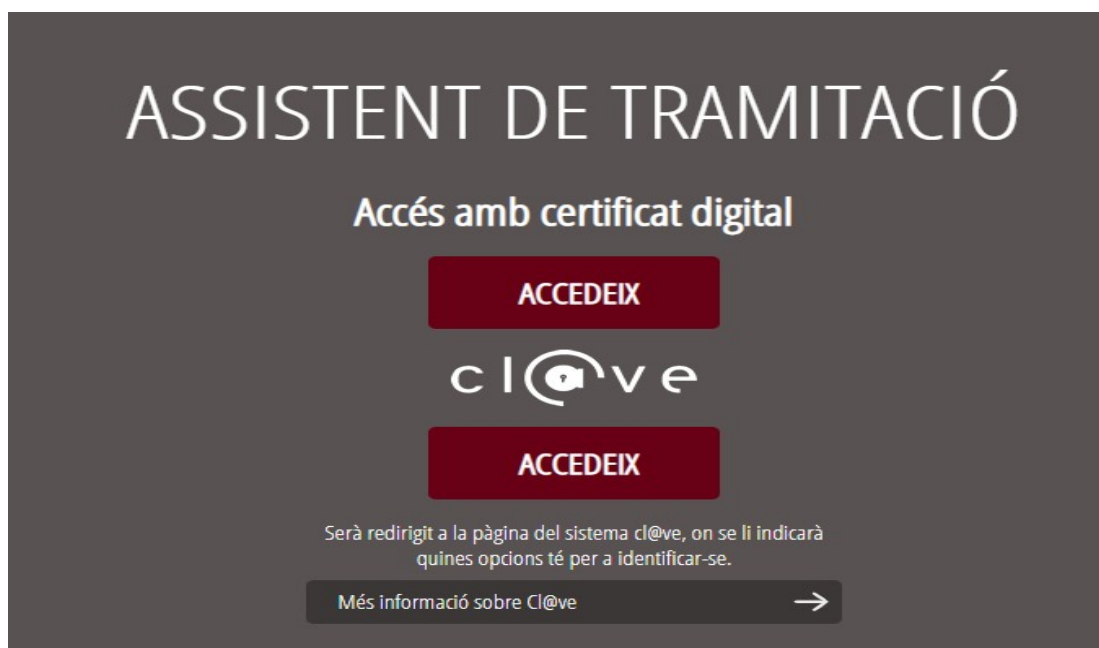 ASSISTENT DE TRAMITACIÓ
Accés amb certificat digital
ACCEDEIX
cl@ve
ACCEDEIX
Serà redirigit a la pàgina del sistema cl@ve, on se li indicarà
quines opcions té per a identificar-se.
Més informació sobre Cl@ve